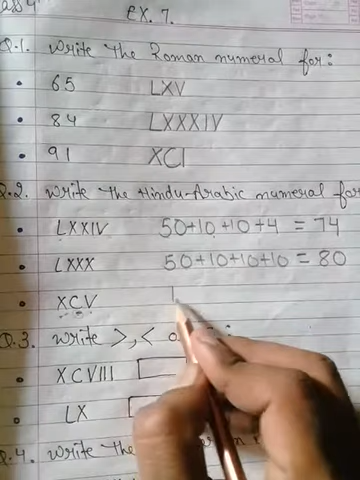 Ex. 7.
Q.1. Write the Roman numeral for:
• 65 LXV
• 84 LXXXIV
• 91 XCI
Q.2. Write the Hindu-Arabic numeral for
• LXXIV 50+10+10+4 = 74
• LXXX 50+10+10+10 = 80
• XCV
Q.3. Write >, <
• XCVIII
• LX
Q.4. Write the